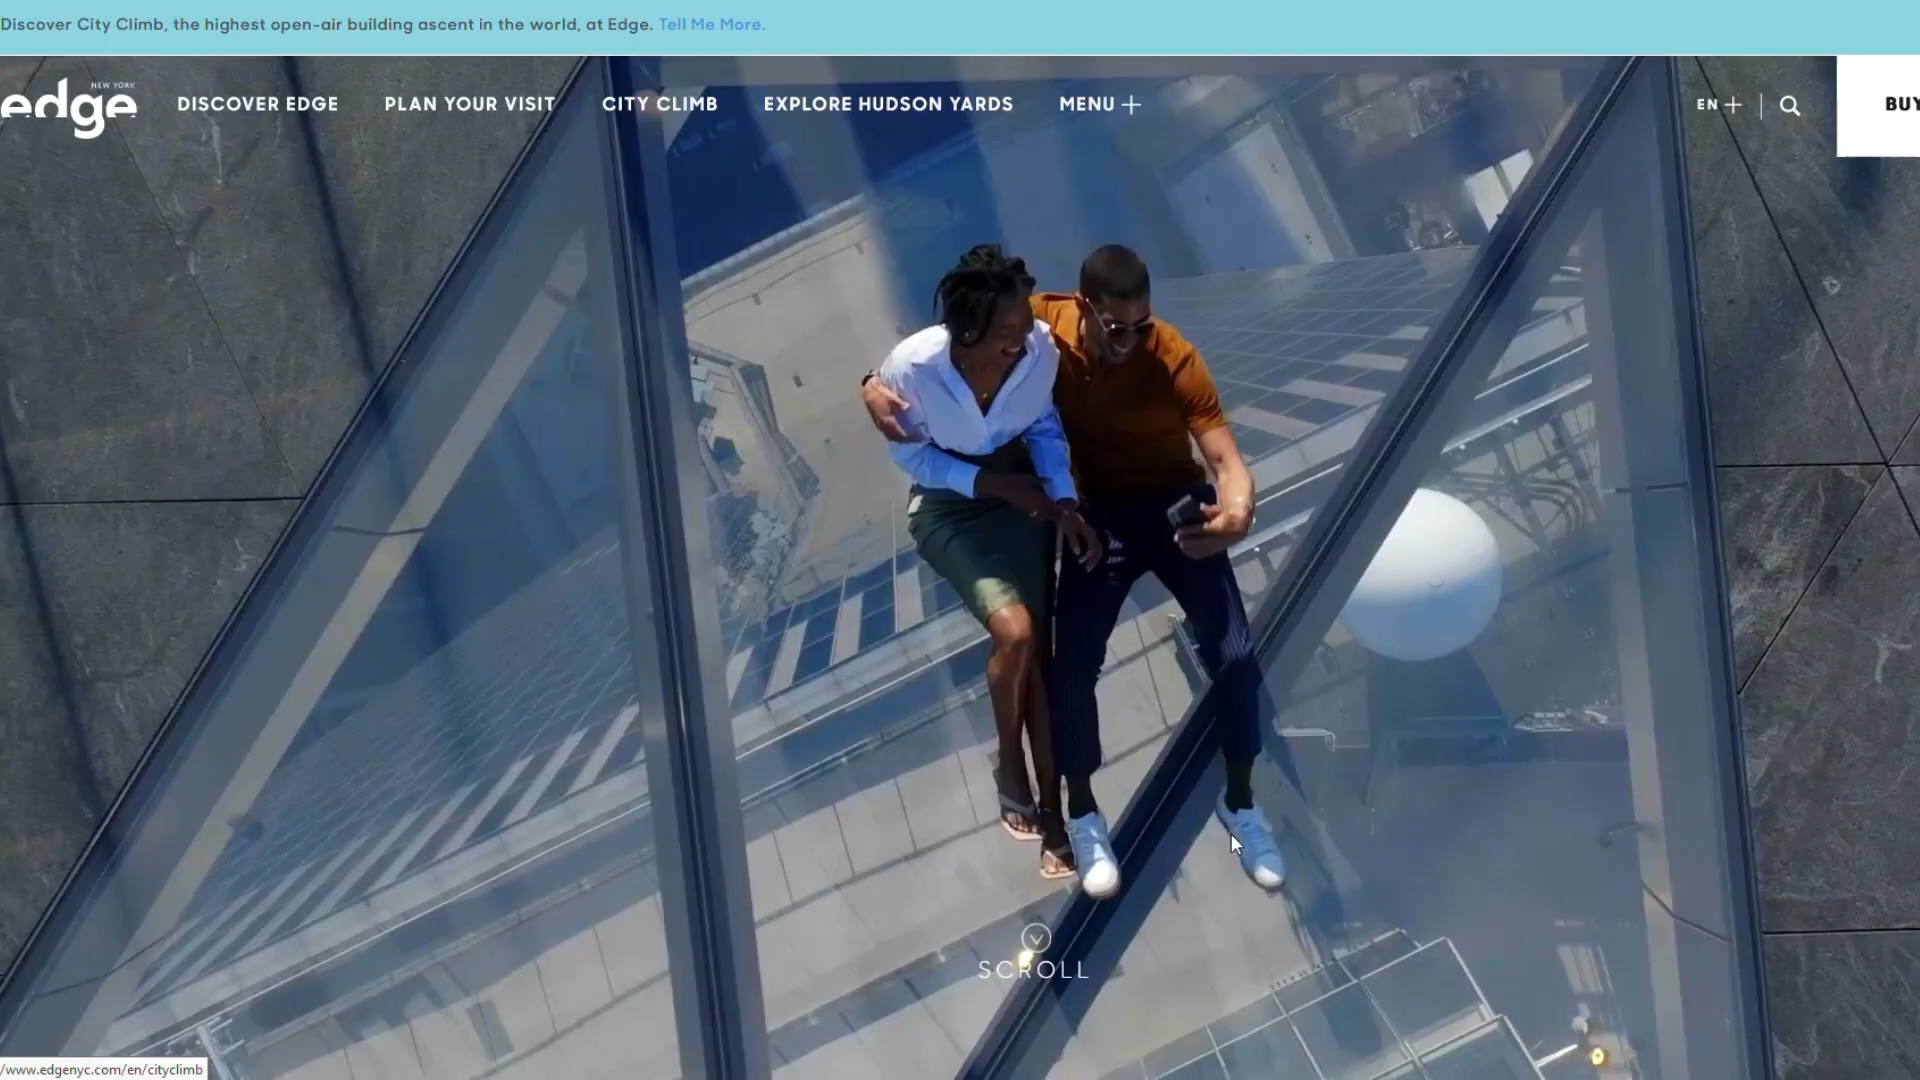 Discover City Climb, the highest open-air building ascent in the world, at Edge. Tell Me More.
NEW YORK
edge
DISCOVER EDGE
PLAN YOUR VISIT
CITY CLIMB
EXPLORE HUDSON YARDS
MENU +
EN +
BUY
SCROLL
/www.edgenyc.com/en/cityclimb